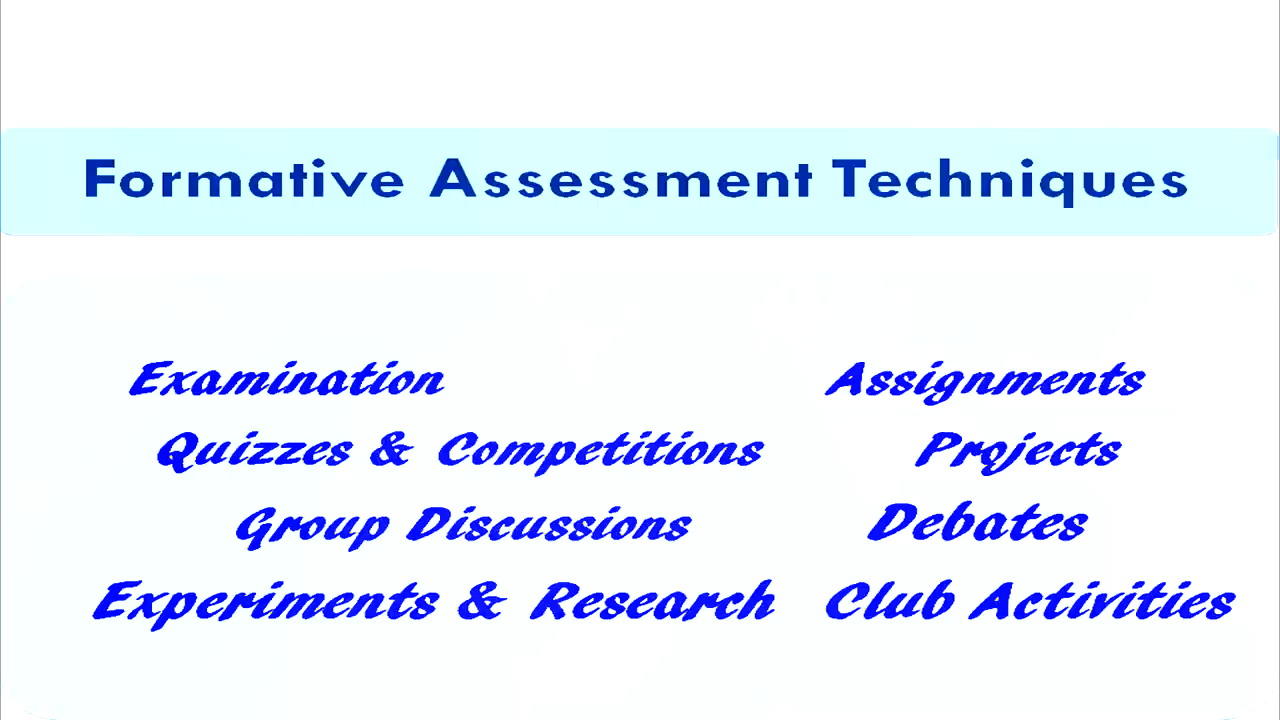 Formative Assessment Techniques
Examination Assignments
Quizzes & Competitions Projects
Group Discussions Debates
Experiments & Research Club Activities